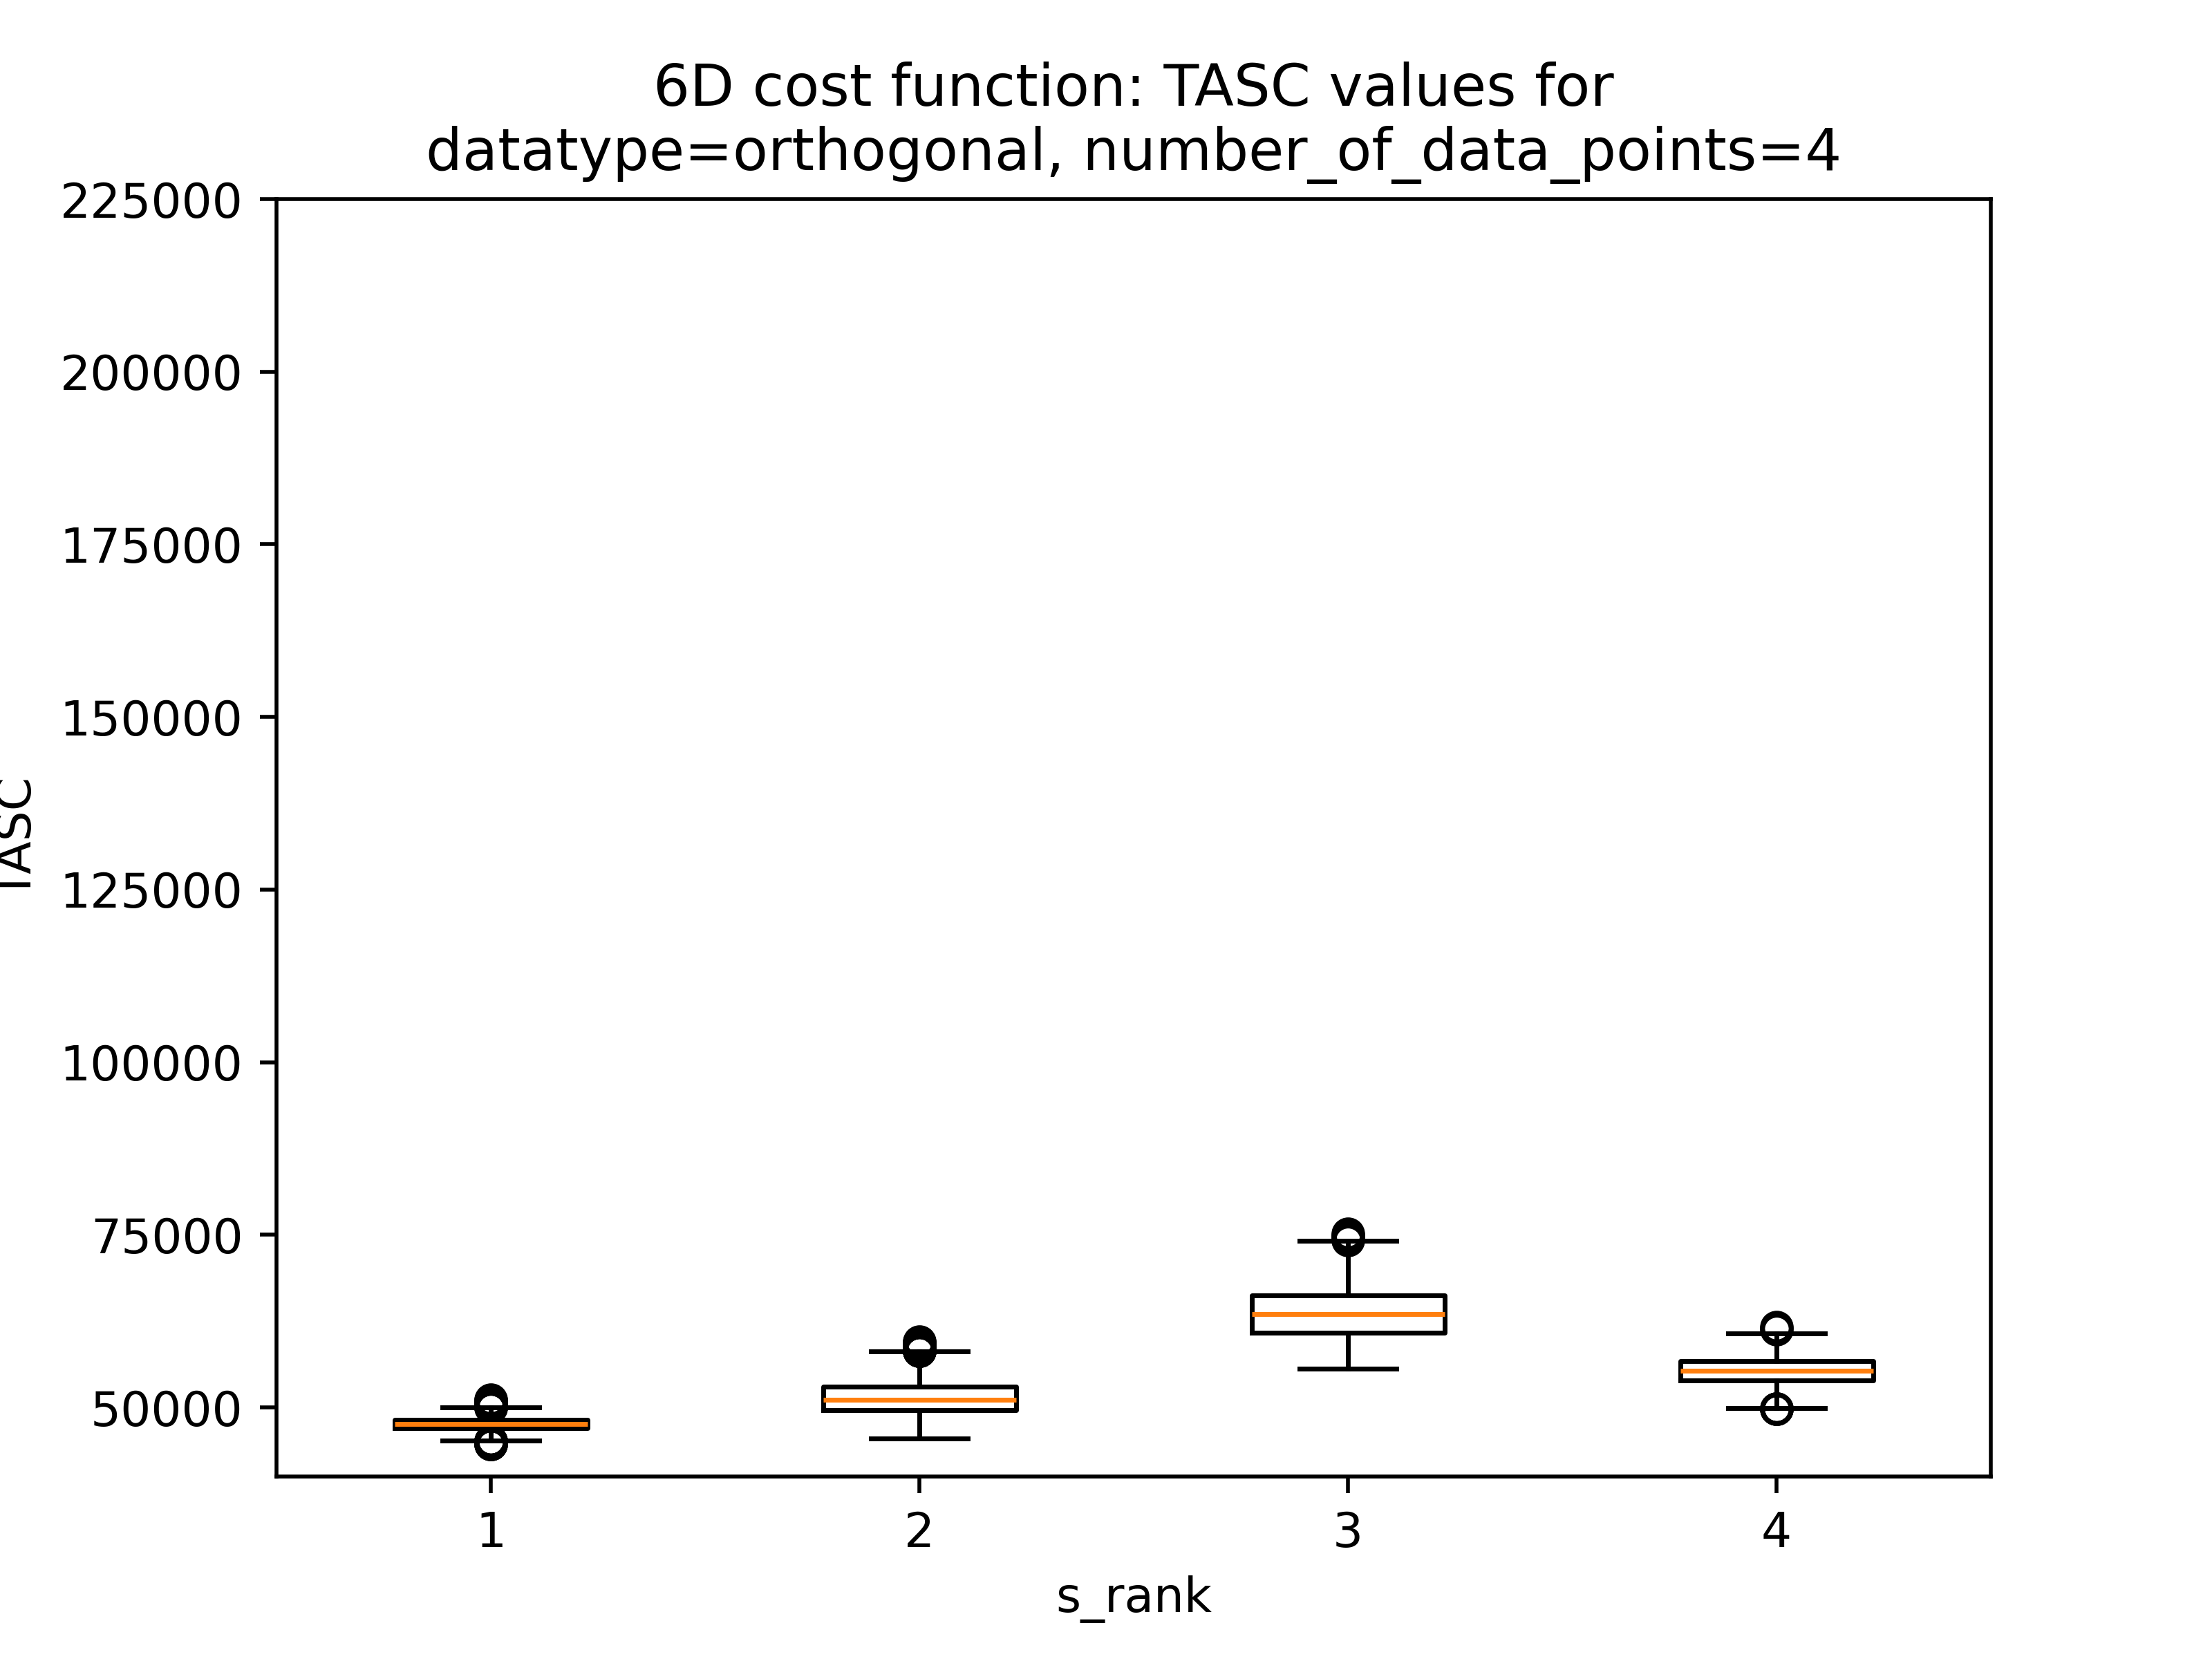 6D cost function: TASC values for
datatype=orthogonal, number_of_data_points=4
225000
200000
175000
150000
125000
100000
75000
50000
TASC
1 2 3 4
s_rank